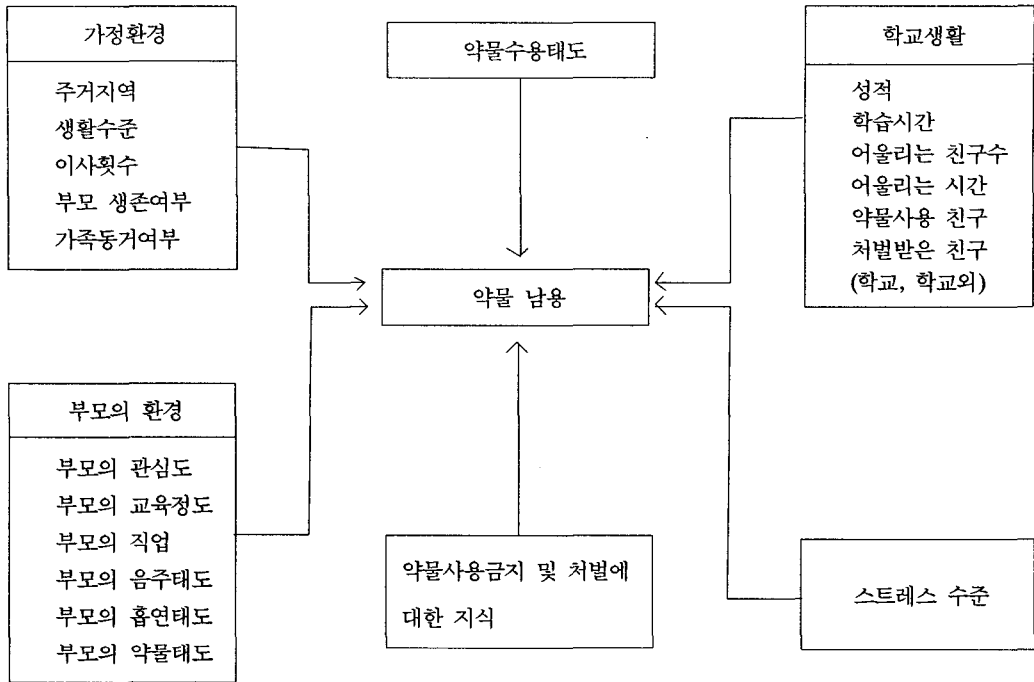 가정환경
주거지역
생활수준
이사횟수
부모 생존여부
가족동거여부
약물수용태도
학교생활
성적
학습시간
어울리는 친구수
어울리는 시간
약물사용 친구
처벌받은 친구
(학교, 학교외)
약물 남용
부모의 환경
부모의 관심도
부모의 교육정도
부모의 직업
부모의 음주태도
부모의 흡연태도
부모의 약물태도
약물사용금지 및 처벌에
대한 지식
스트레스 수준